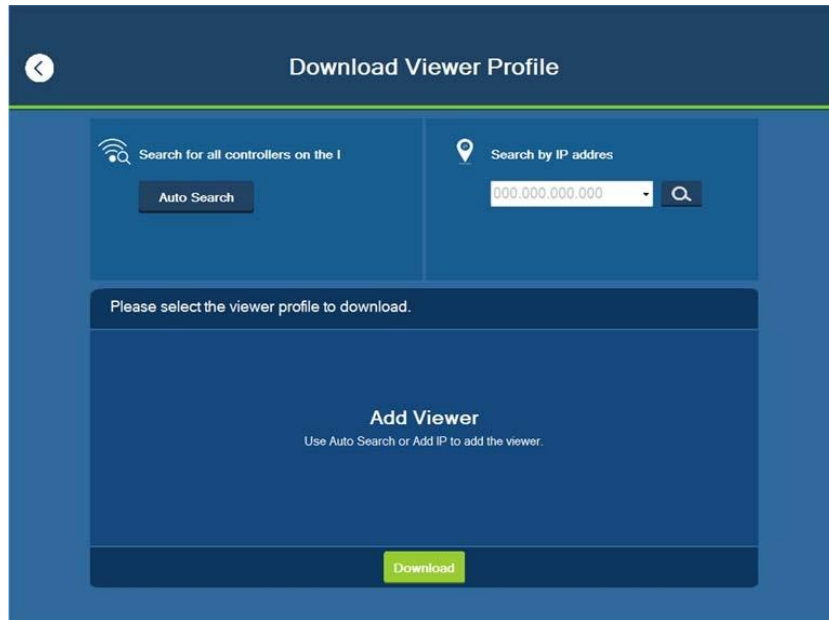 Download Viewer Profile
Search for all controllers on the I
Auto Search
Search by IP addres
000.000.000.000
Please select the viewer profile to download.
Add Viewer
Use Auto Search or Add IP to add the viewer.
Download